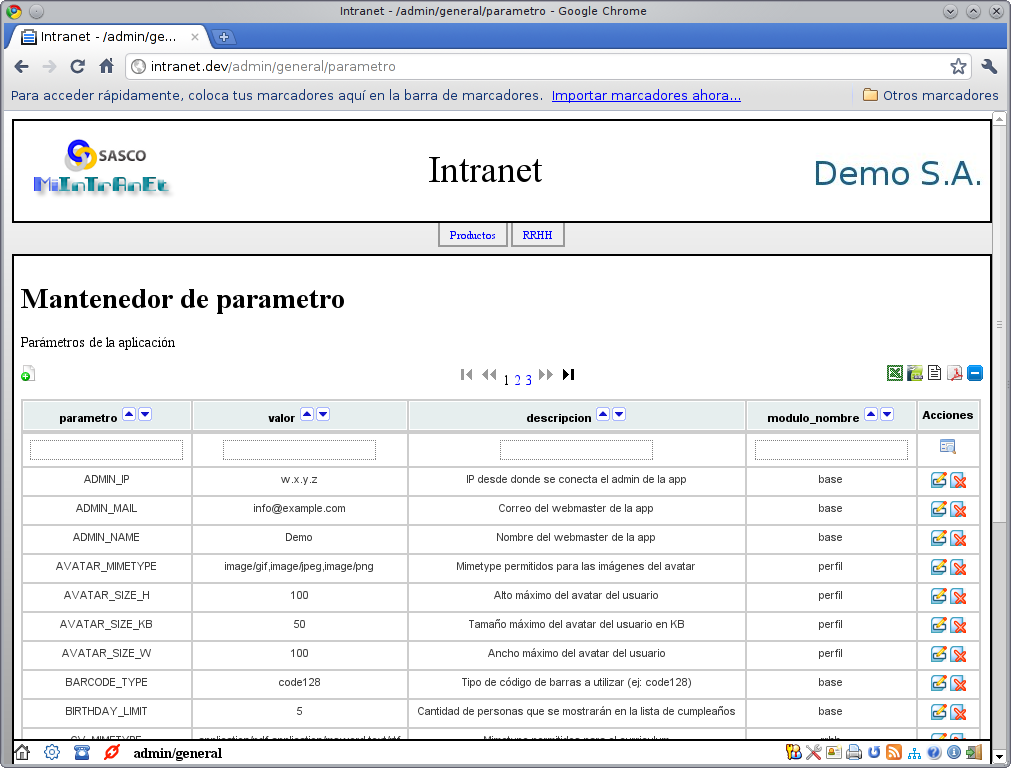 Intranet - /admin/general/parametro - Google Chrome
Intranet - /admin/ge...
intranet.dev/admin/general/parametro
Para acceder rápidamente, coloca tus marcadores aquí en la barra de marcadores. Importar marcadores ahora... Otros marcadores
SASCO
MiInTrAnEt
Intranet
Demo S.A.
Productos RRHH
Mantenedor de parametro
Parámetros de la aplicación
1 2 3
parametro valor descripcion modulo_nombre Acciones
ADMIN_IP w.x.y.z IP desde donde se conecta el admin de la app base
ADMIN_MAIL info@example.com Correo del webmaster de la app base
ADMIN_NAME Demo Nombre del webmaster de la app base
AVATAR_MIMETYPE image/gif,image/jpeg,image/png Mimetype permitidos para las imágenes del avatar perfil
AVATAR_SIZE_H 100 Alto máximo del avatar del usuario perfil
AVATAR_SIZE_KB 50 Tamaño máximo del avatar del usuario en KB perfil
AVATAR_SIZE_W 100 Ancho máximo del avatar del usuario perfil
BARCODE_TYPE code128 Tipo de código de barras a utilizar (ej: code128) base
BIRTHDAY_LIMIT 5 Cantidad de personas que se mostrarán en la lista de cumpleaños base
admin/general